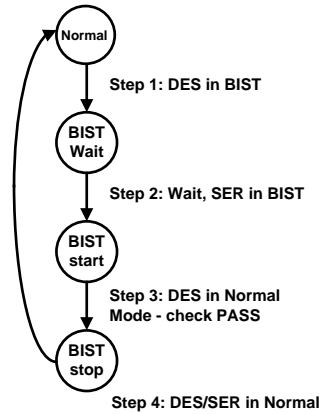 Normal
Step 1: DES in BIST
BIST
Wait
Step 2: Wait, SER in BIST
BIST
start
Step 3: DES in Normal
Mode - check PASS
BIST
stop
Step 4: DES/SER in Normal